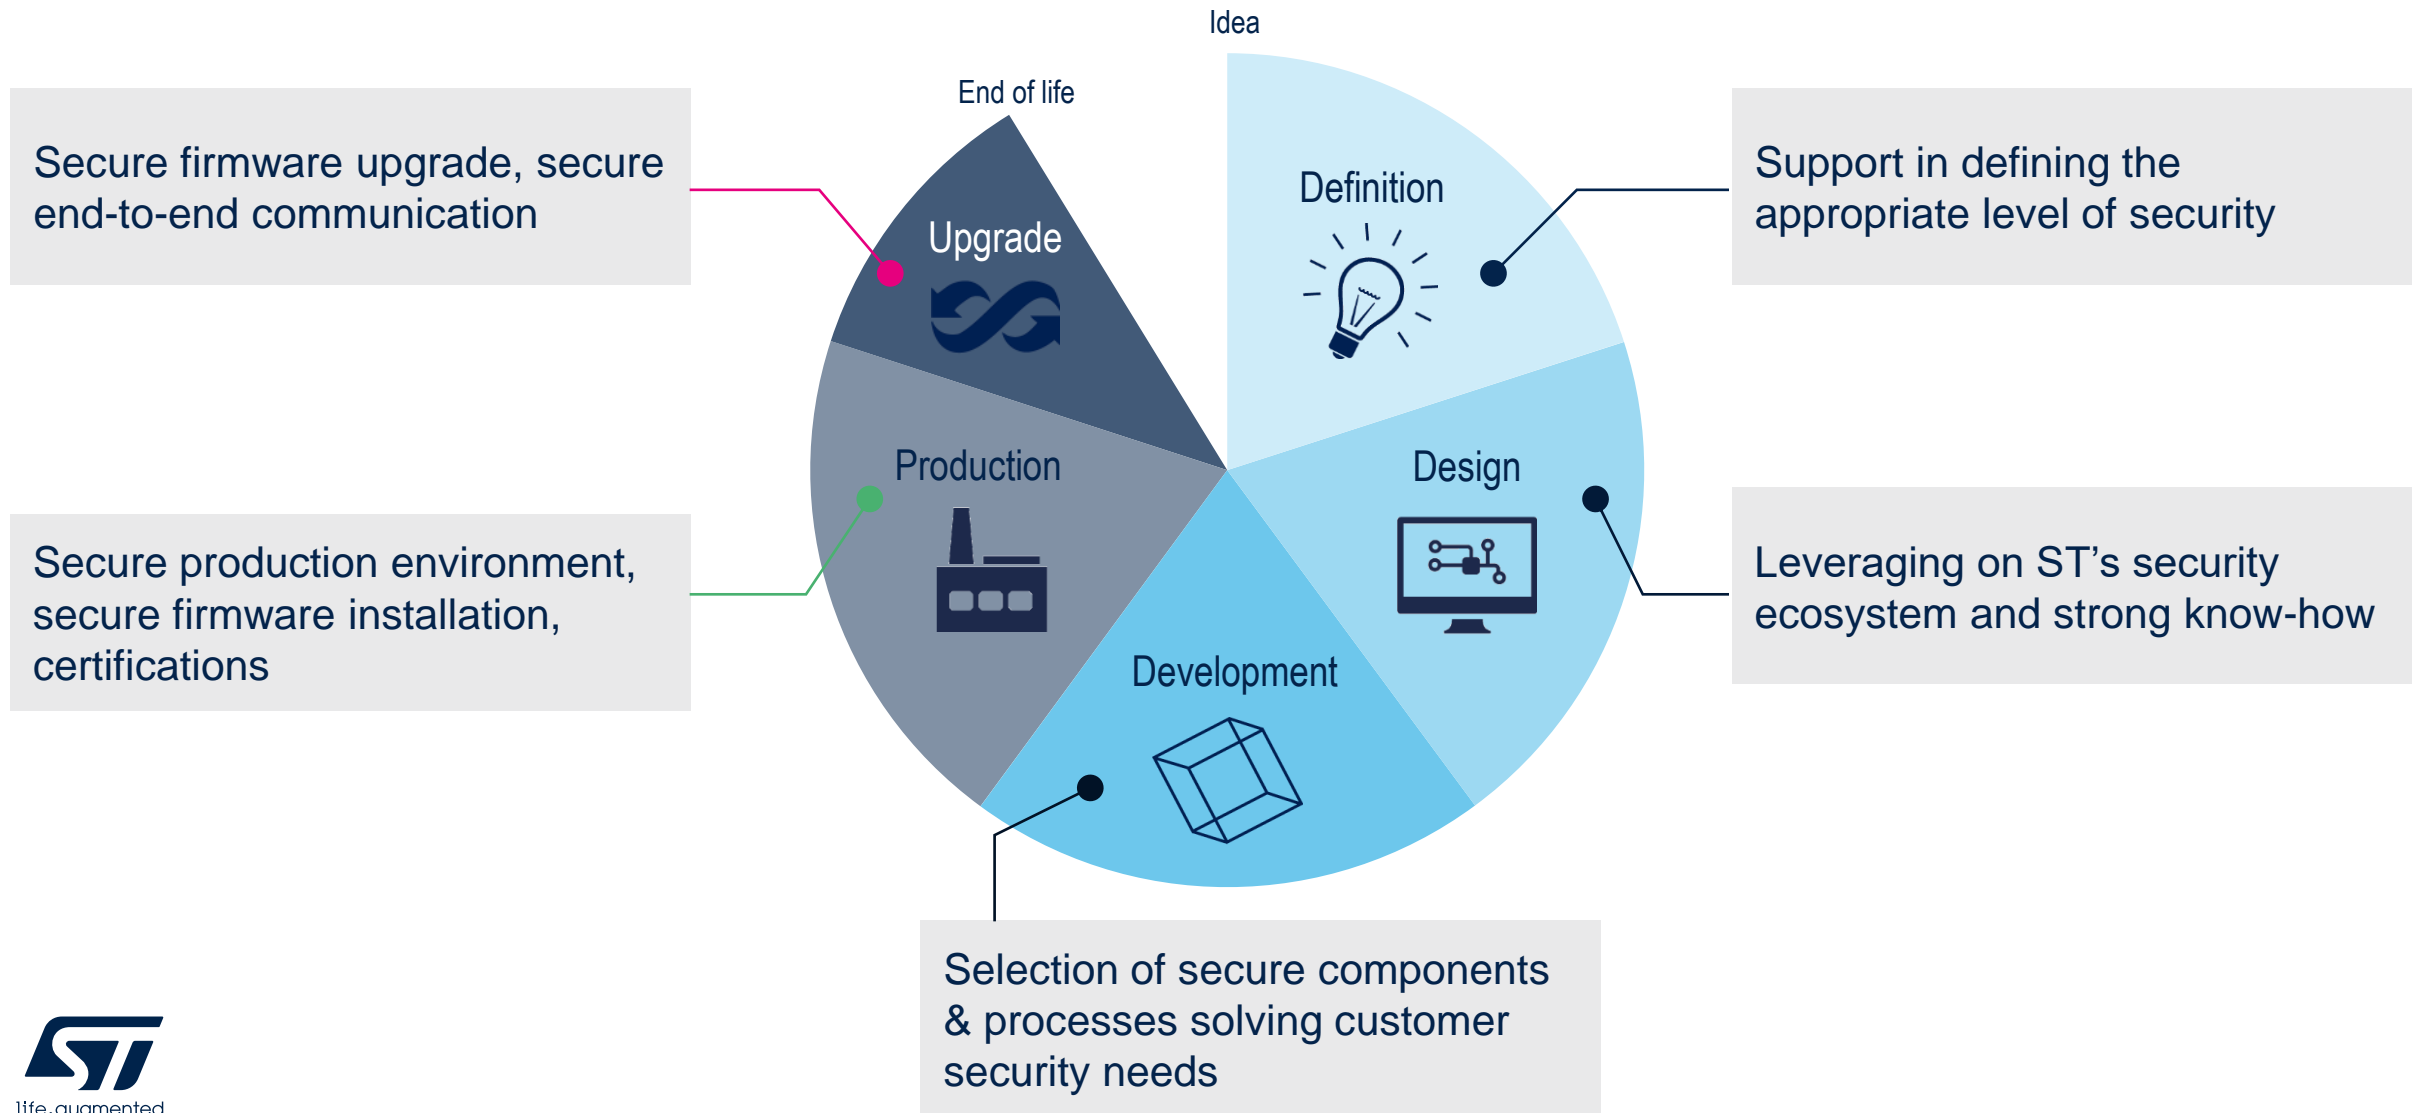 Idea
End of life
Secure firmware upgrade, secure
end-to-end communication
Upgrade
Definition
Support in defining the
appropriate level of security
Production
Design
Secure production environment,
secure firmware installation,
certifications
Leveraging on ST’s security
ecosystem and strong know-how
Development
Selection of secure components
& processes solving customer
security needs
ST
life.augmented